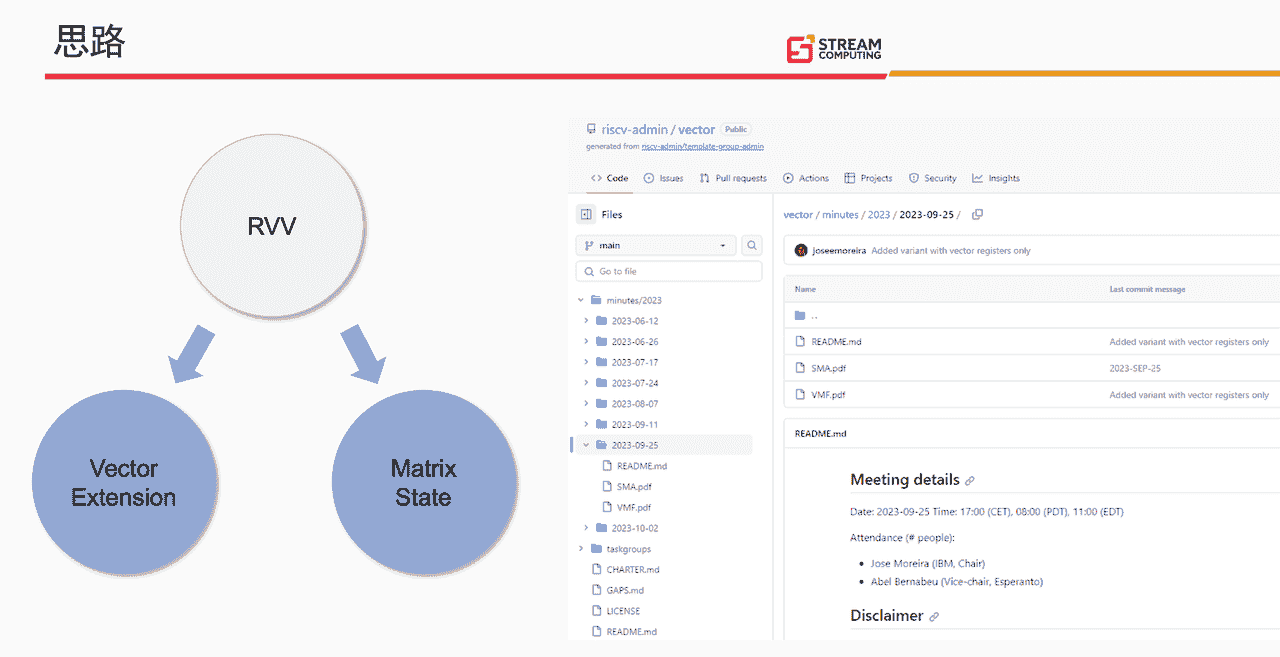 思路
STREAM
COMPUTING
RVV
Vector
Extension
Matrix
State
riscv-admin / vector Public
generated from riscv-admin/template-group-admin
Code Issues Pull requests Actions Projects Security Insights
Files
main
Go to file
minutes/2023
2023-06-12
2023-06-26
2023-07-17
2023-07-24
2023-08-07
2023-09-11
2023-09-25
README.md
SMA.pdf
VMF.pdf
2023-10-02
taskgroups
CHARTER.md
GAPS.md
LICENSE
README.md
vector / minutes / 2023 / 2023-09-25 /
joseemoreira Added variant with vector registers only
Name Last commit message
..
README.md Added variant with vector registers only
SMA.pdf 2023-SEP-25
VMF.pdf Added variant with vector registers only
README.md
Meeting details
Date: 2023-09-25 Time: 17:00 (CET), 08:00 (PDT), 11:00 (EDT)
Attendance (# people):
• Jose Moreira (IBM, Chair)
• Abel Bernabeu (Vice-chair, Esperanto)
Disclaimer